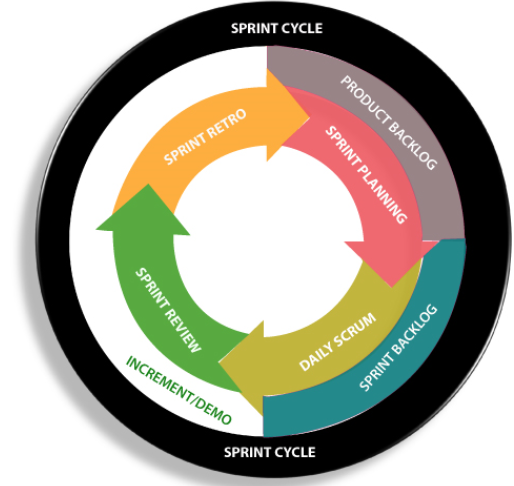 SPRINT CYCLE
PRODUCT BACKLOG
SPRINT RETRO
SPRINT PLANNING
SPRINT REVIEW
DAILY SCRUM
SPRINT BACKLOG
INCREMENT/DEMO
SPRINT CYCLE